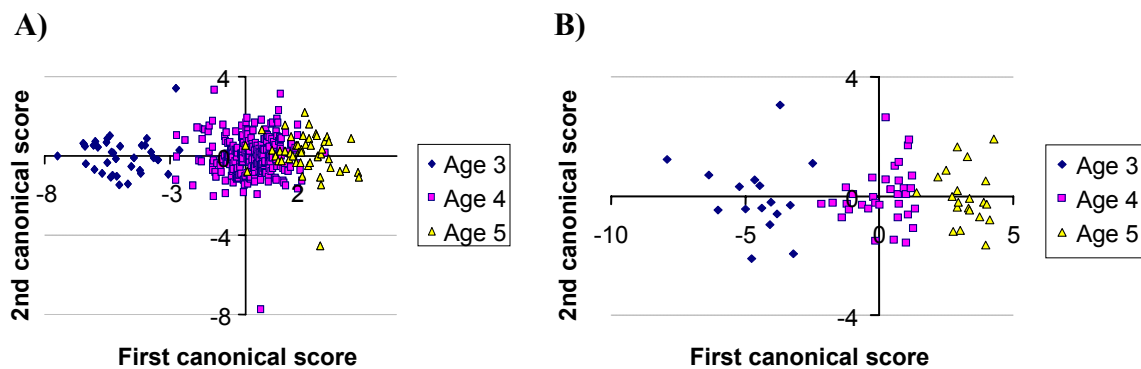 A)
B)
4
2nd canonical score
0
-8
-3
2
-4
-8
First canonical score
Age 3
Age 4
Age 5
4
2nd canonical score
0
-10
-5
0
5
-4
First canonical score
Age 3
Age 4
Age 5